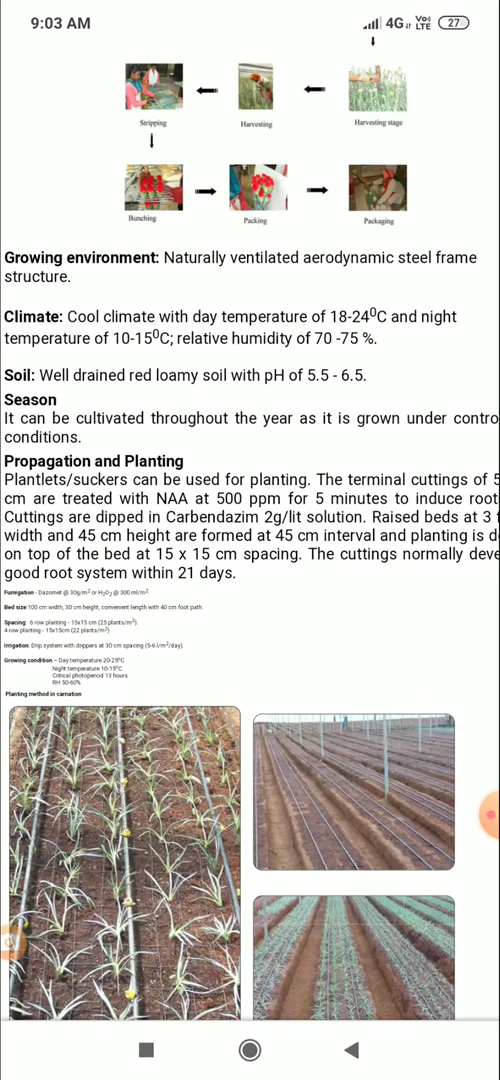 9:03 AM
4G Vo)) LTE 27
Harvesting stage
Harvesting
Stripping
Bunching
Packing
Packaging
Growing environment: Naturally ventilated aerodynamic steel frame
structure.
Climate: Cool climate with day temperature of 18-24⁰C and night
temperature of 10-15⁰C; relative humidity of 70 -75 %.
Soil: Well drained red loamy soil with pH of 5.5 - 6.5.
Season
It can be cultivated throughout the year as it is grown under contro
conditions.
Propagation and Planting
Plantlets/suckers can be used for planting. The terminal cuttings of 5
cm are treated with NAA at 500 ppm for 5 minutes to induce root
Cuttings are dipped in Carbendazim 2g/lit solution. Raised beds at 3 f
width and 45 cm height are formed at 45 cm interval and planting is d
on top of the bed at 15 x 15 cm spacing. The cuttings normally deve
good root system within 21 days.
Fumigation - Dazomet @ 30g/m² or H₂O₂ @ 300 ml/m²
Bed size 100 cm width, 30 cm height, convenient length with 40 cm foot path.
Spacing: 6 row planting - 15x15 cm (25 plants/m²).
4 row planting - 15x15cm (22 plants/m²)
Irrigation: Drip system with drippers at 30 cm spacing (5-6 l/m²/day).
Growing condition – Day temperature 20-25⁰C
Night temperature 10-15⁰C
Critical photoperiod 13 hours
RH 50-60%
Planting method in carnation